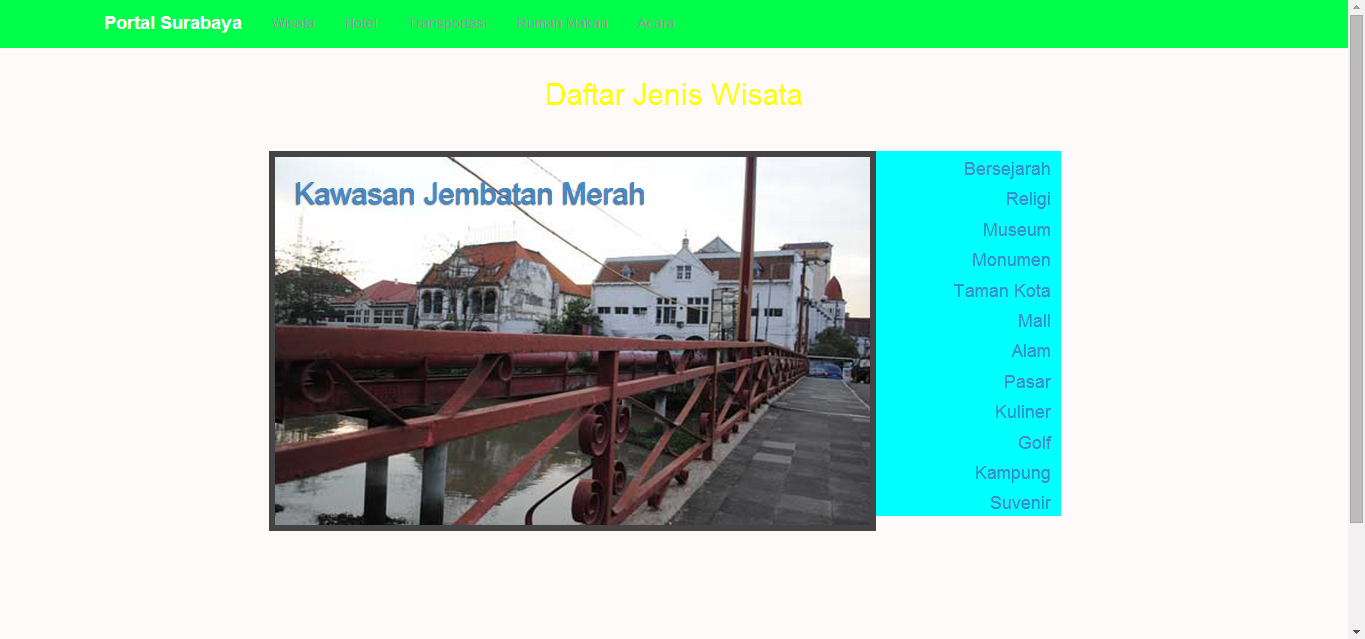 Portal Surabaya Wisata Hotel Transportasi Rumah Makan Acara
Daftar Jenis Wisata
Kawasan Jembatan Merah
Bersejarah
Religi
Museum
Monumen
Taman Kota
Mall
Alam
Pasar
Kuliner
Golf
Kampung
Suvenir